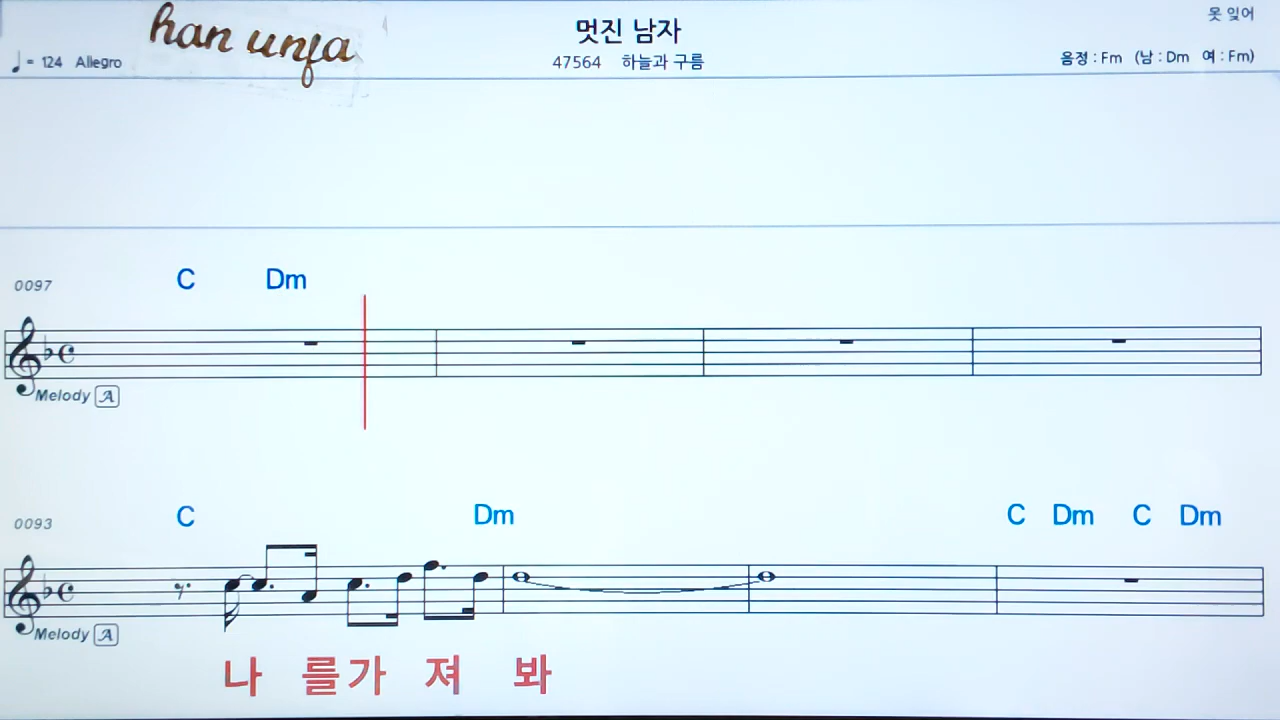 han unfa
멋진 남자
못 잊어
♩ = 124 Allegro
47564 하늘과 구름
음정 : Fm (남 : Dm 여 : Fm)
0097
C Dm
Melody A
0093
C Dm C Dm C Dm
Melody A
나 를가 져 봐